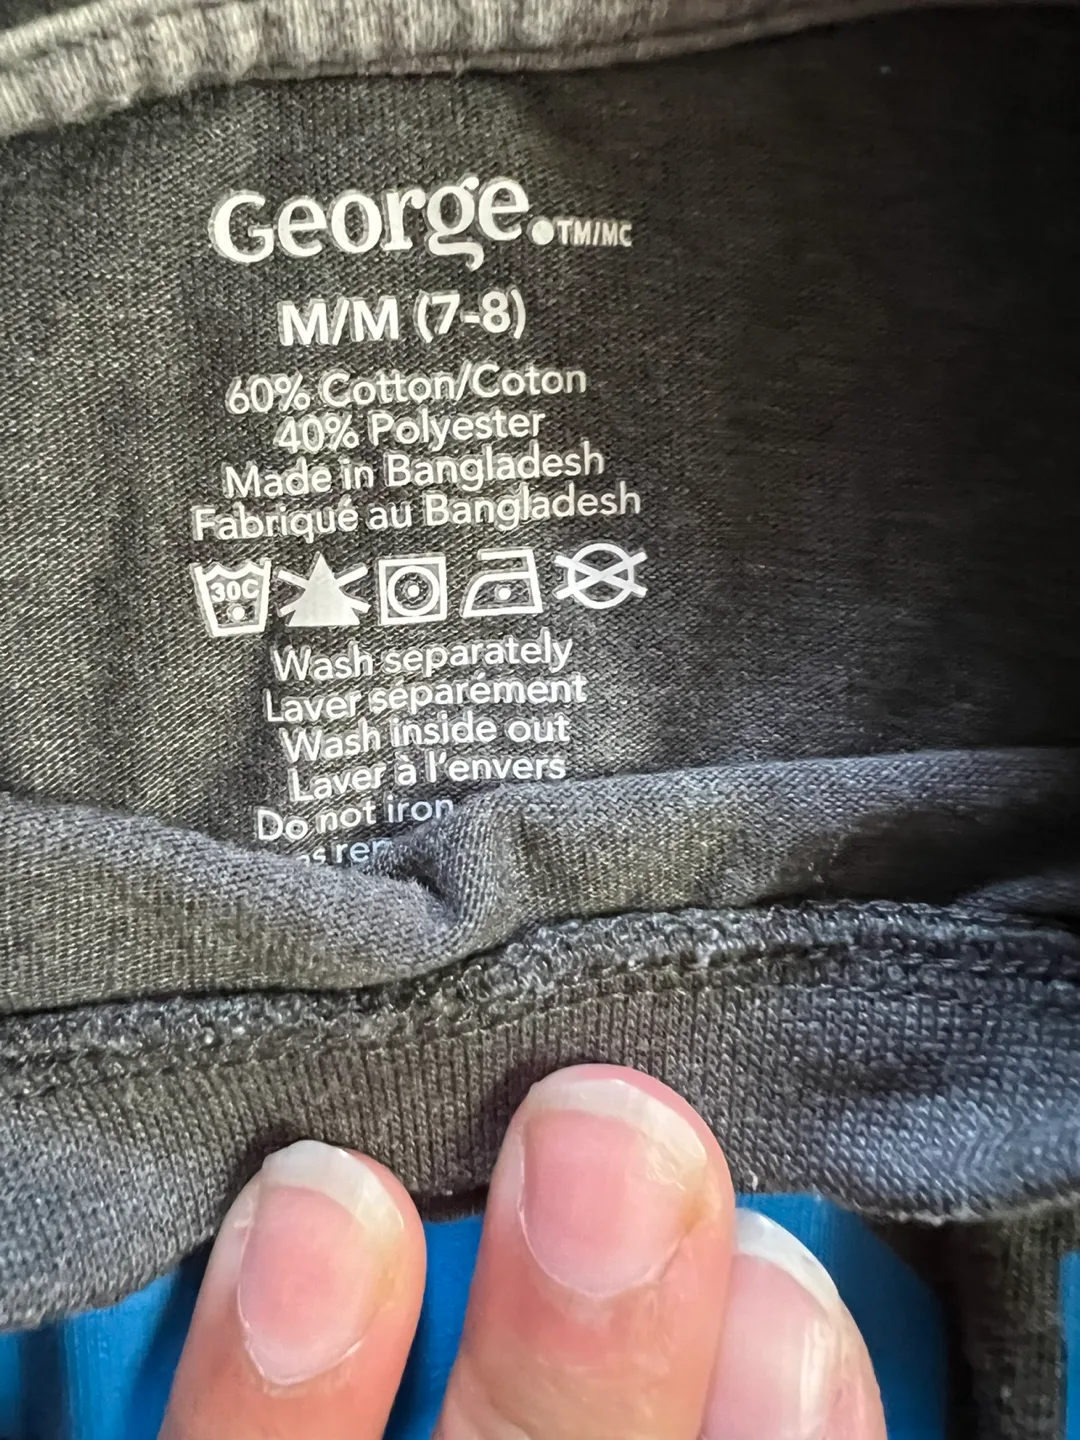 George.TM/MC
M/M (7-8)
60% Cotton/Coton
40% Polyester
Made in Bangladesh
Fabriqué au Bangladesh
30C
Wash separately
Laver séparément
Wash inside out
Laver à l'envers
Do not iron